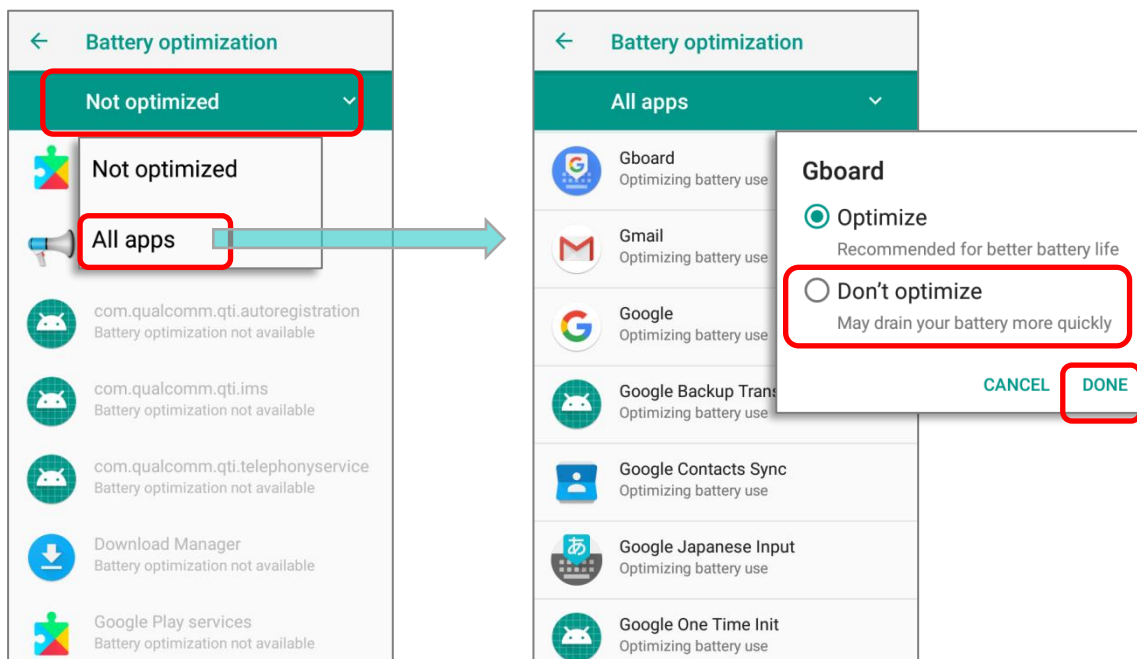 Battery optimization
Not optimized
Not optimized
All apps
com.qualcomm.qti.autoregistration
Battery optimization not available
com.qualcomm.qti.ims
Battery optimization not available
com.qualcomm.qti.telephonyservice
Battery optimization not available
Download Manager
Battery optimization not available
Google Play services
Battery optimization not available
Battery optimization
All apps
Gboard
Optimizing battery use
Gmail
Optimizing battery use
Google
Optimizing battery use
Google Backup Trans
Optimizing battery use
Google Contacts Sync
Optimizing battery use
Google Japanese Input
Optimizing battery use
Google One Time Init
Optimizing battery use
Gboard
Optimize
Recommended for better battery life
Don’t optimize
May drain your battery more quickly
CANCEL DONE